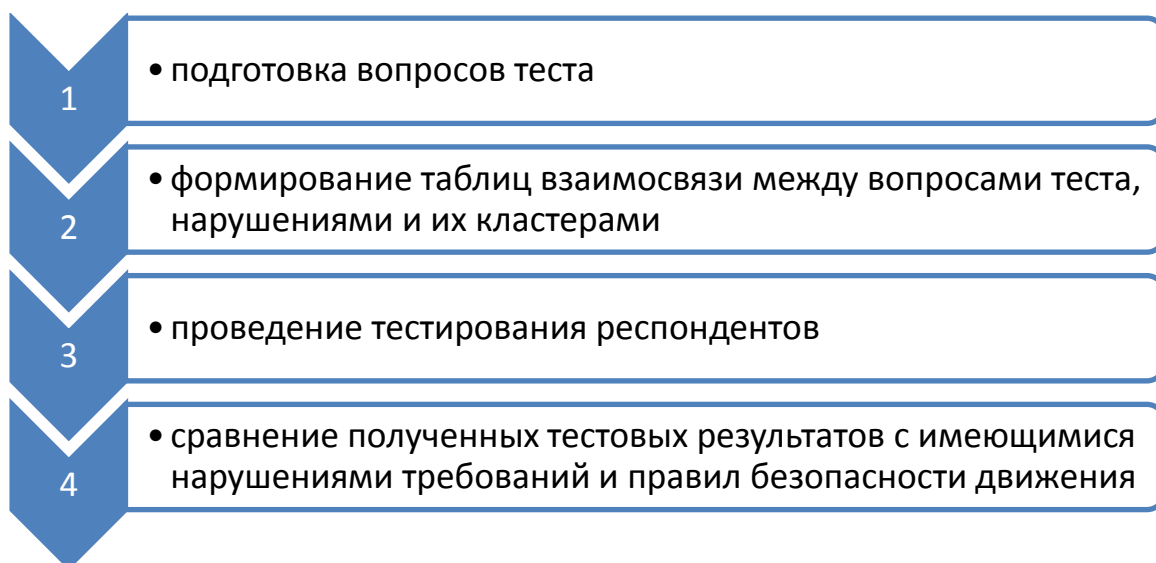 1
• подготовка вопросов теста
2
• формирование таблиц взаимосвязи между вопросами теста,
нарушениями и их кластерами
3
• проведение тестирования респондентов
4
• сравнение полученных тестовых результатов с имеющимися
нарушениями требований и правил безопасности движения